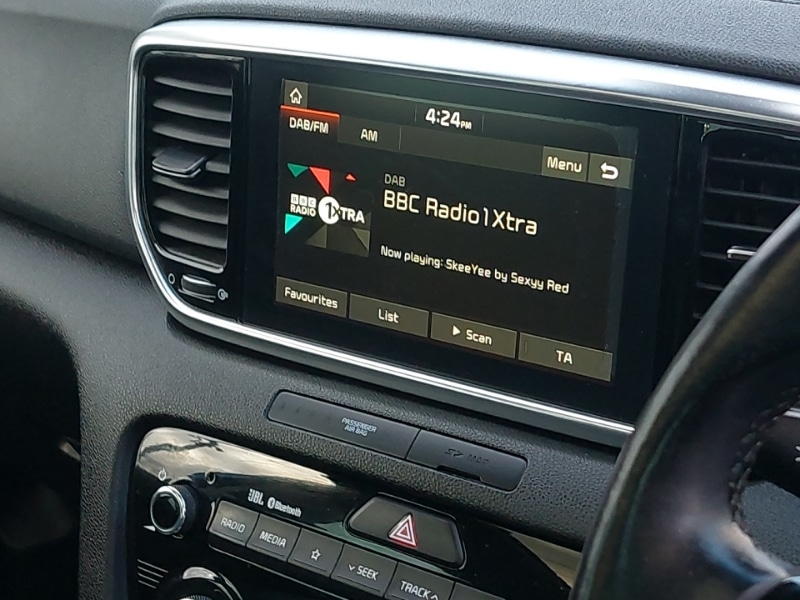 4:24PM
DAB/FM
AM
Menu
DAB
BBC Radio 1Xtra
BBC
RADIO 1XTRA
Now playing: SkeeYee by Sexyy Red
Favourites
List
Scan
TA
PASSENGER
AIR BAG
JBL Bluetooth
RADIO
MEDIA
SEEK
TRACK